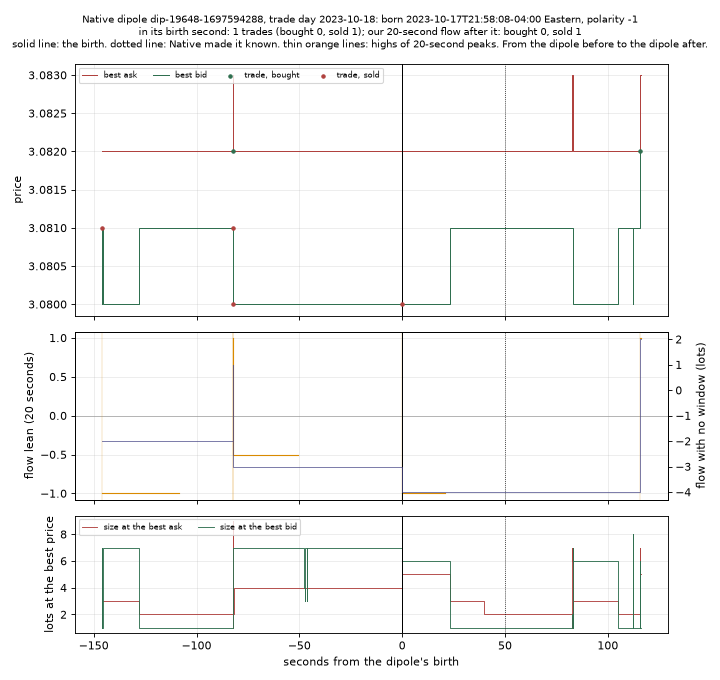 Native dipole dip-19648-1697594288, trade day 2023-10-18: born 2023-10-17T21:58:08-04:00 Eastern, polarity -1
in its birth second: 1 trades (bought 0, sold 1); our 20-second flow after it: bought 0, sold 1
solid line: the birth. dotted line: Native made it known. thin orange lines: highs of 20-second peaks. From the dipole before to the dipole after.
best ask
best bid
trade, bought
trade, sold
3.0830
3.0825
3.0820
3.0815
3.0810
3.0805
3.0800
price
1.0
0.5
0.0
−0.5
−1.0
flow lean (20 seconds)
2
1
0
−1
−2
−3
−4
flow with no window (lots)
size at the best ask
size at the best bid
8
6
4
2
lots at the best price
−150
−100
−50
0
50
100
seconds from the dipole's birth